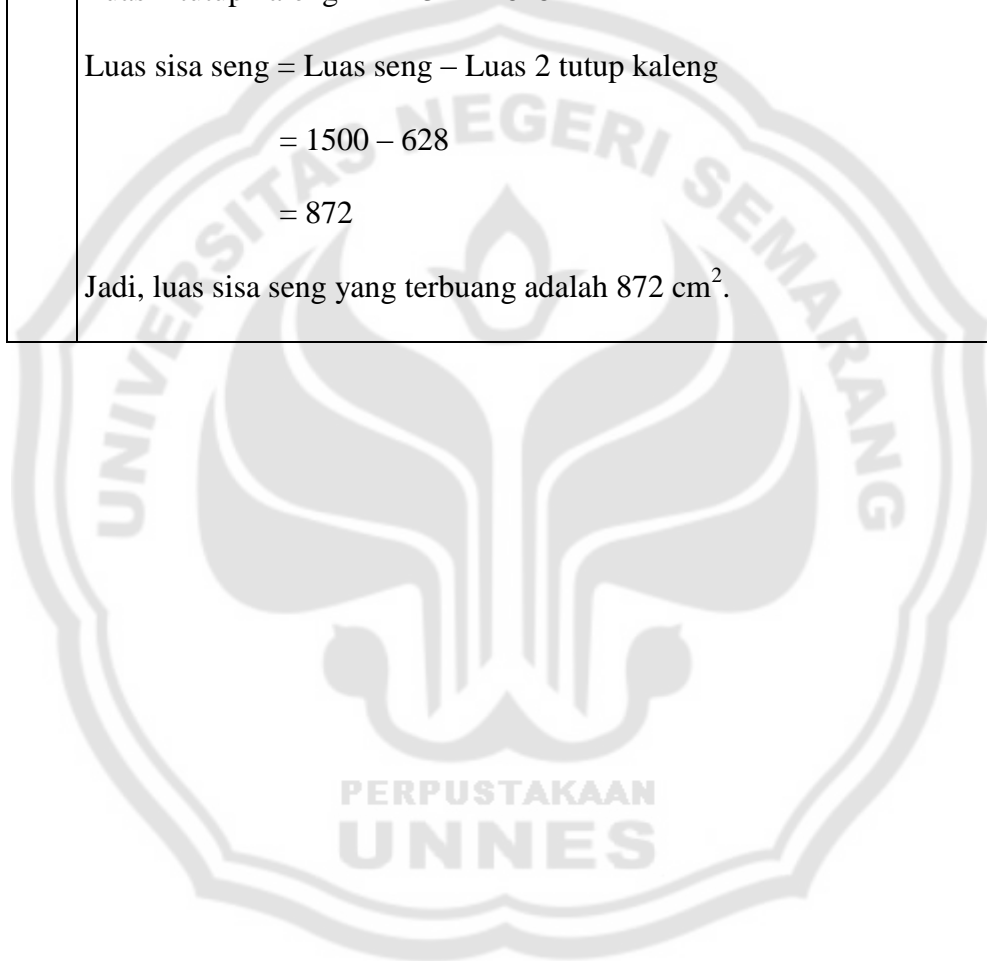 Luas sisa seng = Luas seng – Luas 2 tutup kaleng
= 1500 – 628
= 872
Jadi, luas sisa seng yang terbuang adalah 872 cm².
UNIVERSITAS NEGERI SEMARANG
PERPUSTAKAAN
UNNES